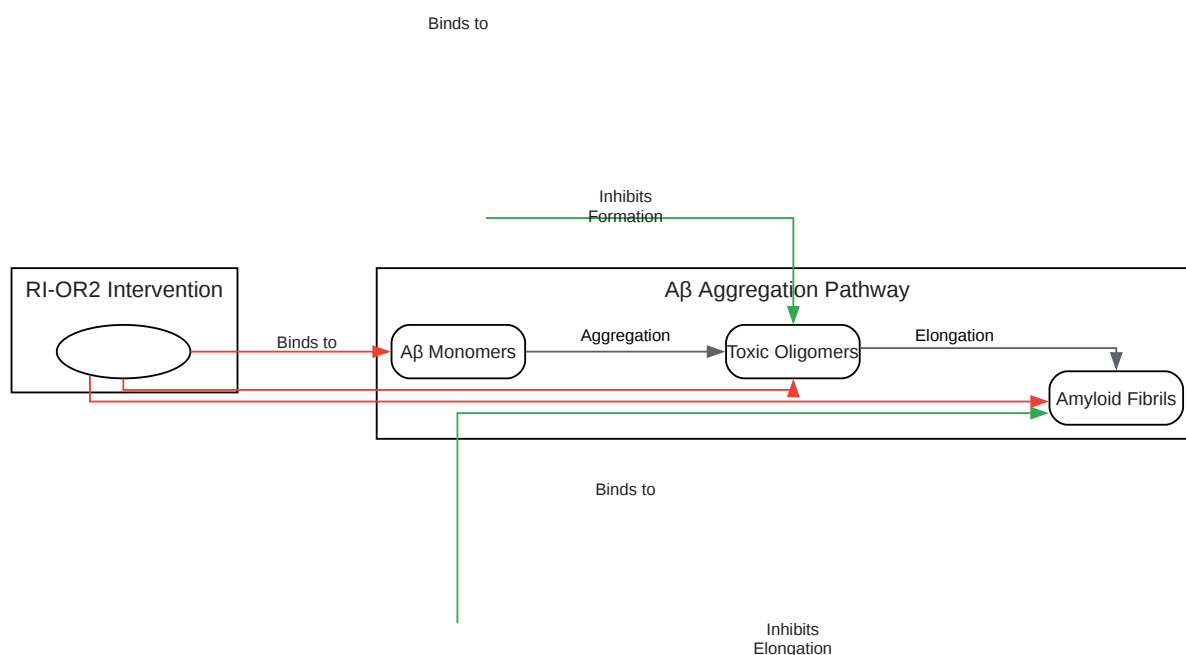 Binds to
Inhibits
Formation
RI-OR2 Intervention
Aβ Aggregation Pathway
Binds to
Aβ Monomers
Aggregation
Toxic Oligomers
Elongation
Amyloid Fibrils
Binds to
Inhibits
Elongation